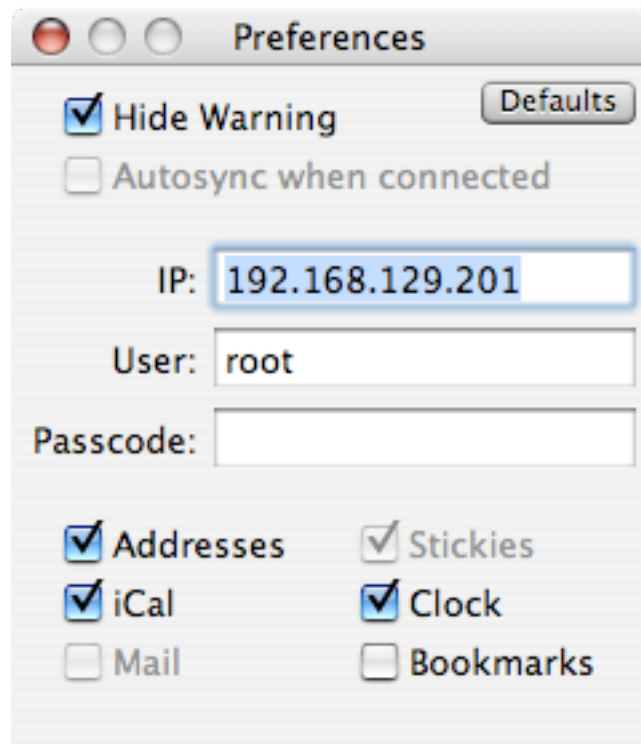 Preferences
Hide Warning Defaults
Autosync when connected
IP: 192.168.129.201
User: root
Passcode:
Addresses Stickies
iCal Clock
Mail Bookmarks